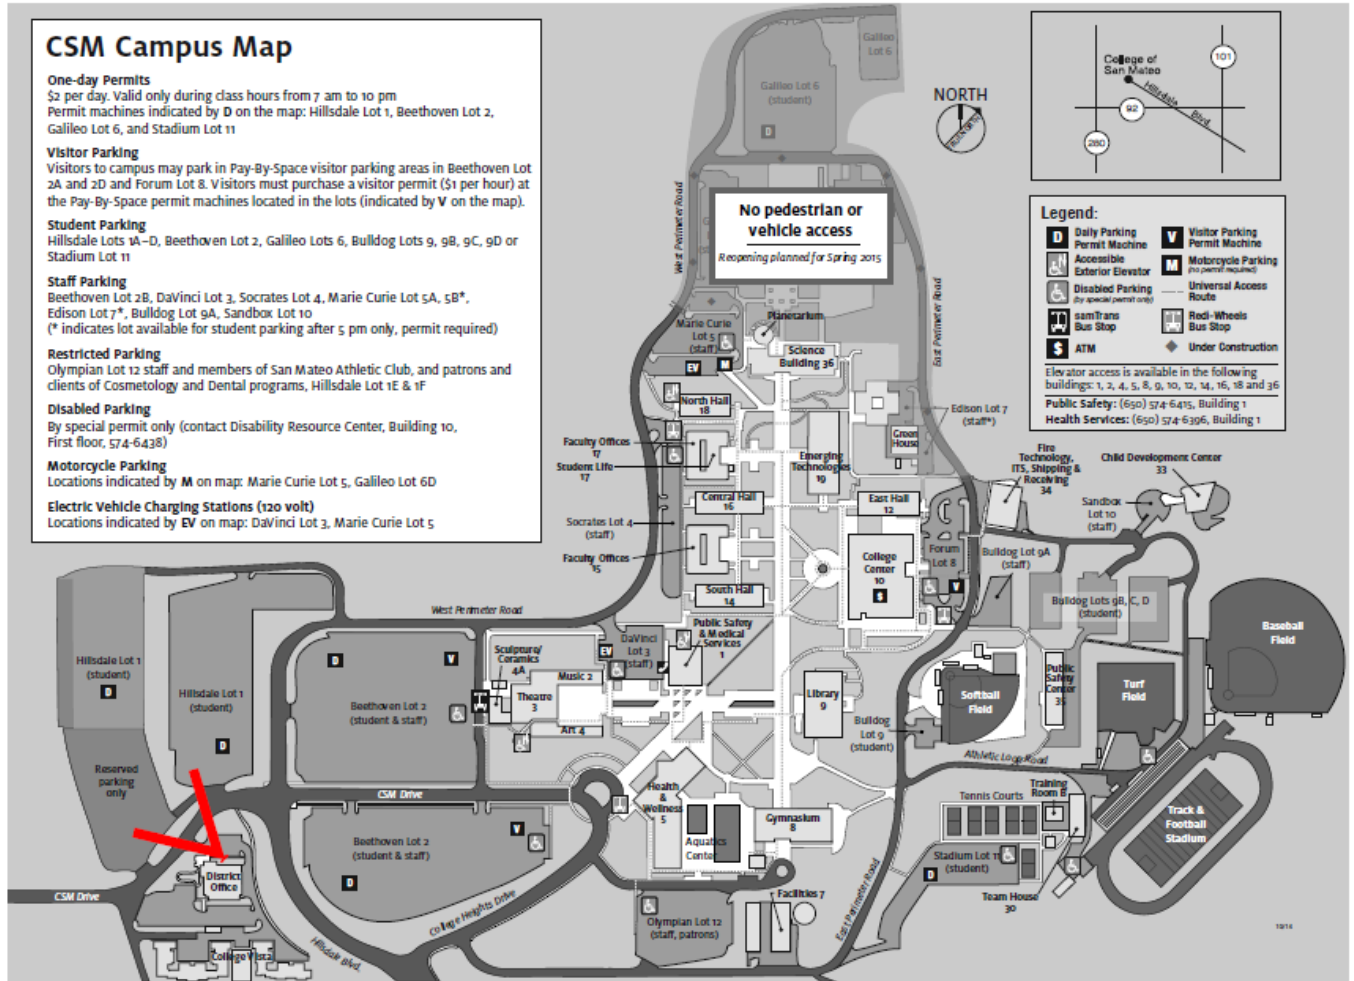 CSM Campus Map
One-day Permits
$2 per day. Valid only during class hours from 7 am to 10 pm
Permit machines indicated by D on the map: Hillsdale Lot 1, Beethoven Lot 2,
Galileo Lot 6, and Stadium Lot 11
Visitor Parking
Visitors to campus may park in Pay-By-Space visitor parking areas in Beethoven Lot
2A and 2D and Forum Lot 8. Visitors must purchase a visitor permit ($1 per hour) at
the Pay-By-Space permit machines located in the lots (indicated by V on the map).
Student Parking
Hillsdale Lots 1A–D, Beethoven Lot 2, Galileo Lots 6, Bulldog Lots 9, 9B, 9C, 9D or
Stadium Lot 11
Staff Parking
Beethoven Lot 2B, DaVinci Lot 3, Socrates Lot 4, Marie Curie Lot 5A, 5B*,
Edison Lot 7*, Bulldog Lot 9A, Sandbox Lot 10
(* indicates lot available for student parking after 5 pm only, permit required)
Restricted Parking
Olympian Lot 12 staff and members of San Mateo Athletic Club, and patrons and
clients of Cosmetology and Dental programs, Hillsdale Lot 1E & 1F
Disabled Parking
By special permit only (contact Disability Resource Center, Building 10,
First floor, 574-6438)
Motorcycle Parking
Locations indicated by M on map: Marie Curie Lot 5, Galileo Lot 6D
Electric Vehicle Charging Stations (120 volt)
Locations indicated by EV on map: DaVinci Lot 3, Marie Curie Lot 5
Galileo
Lot 6
Galileo Lot 6
(student)
D
NORTH
TRUE NORTH
College of
San Mateo
Hillsdale
Blvd.
101
92
280
Legend:
D Daily Parking
Permit Machine
V Visitor Parking
Permit Machine
Accessible
Exterior Elevator
M Motorcycle Parking
(no permit required)
Disabled Parking
(by special permit only)
Universal Access
Route
samTrans
Bus Stop
Redi-Wheels
Bus Stop
$ ATM
Under Construction
Elevator access is available in the following
buildings: 1, 2, 4, 5, 8, 9, 10, 12, 14, 16, 18 and 36
Public Safety: (650) 574-6415, Building 1
Health Services: (650) 574-6396, Building 1
No pedestrian or
vehicle access
Reopening planned for Spring 2015
West Perimeter Road
East Perimeter Road
Marie Curie
Lot 5
(staff)
EV
M
Planetarium
Science
Building 36
North Hall
18
Edison Lot 7
(staff*)
Green
House
Faculty Offices
17
Student Life
17
Emerging
Technologies
19
Central Hall
16
East Hall
12
Fire
Technology,
ITS, Shipping &
Receiving
34
Child Development Center
33
Sandbox
Lot 10
(staff)
Socrates Lot 4
(staff)
Faculty Offices
15
College
Center
10
$
Forum
Lot 8
V
Bulldog Lot 9A
(staff)
Bulldog Lots 9B, C, D
(student)
South Hall
14
West Perimeter Road
Public Safety
& Medical
Services
1
EV
DaVinci
Lot 3
(staff)
Baseball
Field
Hillsdale Lot 1
(student)
D
Hillsdale Lot 1
(student)
D
D
V
Beethoven Lot 2
(student & staff)
Sculpture/
Ceramics
4A
Music 2
Theatre
3
Art 4
Library
9
Softball
Field
Public
Safety
Center
35
Turf
Field
Bulldog
Lot 9
(student)
Athletic Loop Road
Reserved
parking
only
CSM Drive
Health
&
Wellness
5
Aquatics
Center
Gymnasium
8
Tennis Courts
Training
Room B
Track &
Football
Stadium
Beethoven Lot 2
(student & staff)
V
D
District
Office
CSM Drive
Stadium Lot 11
(student)
D
Team House
30
College Heights Drive
Facilities 7
Olympian Lot 12
(staff, patrons)
East Perimeter Road
College Vista
Hillsdale Blvd.
10/14